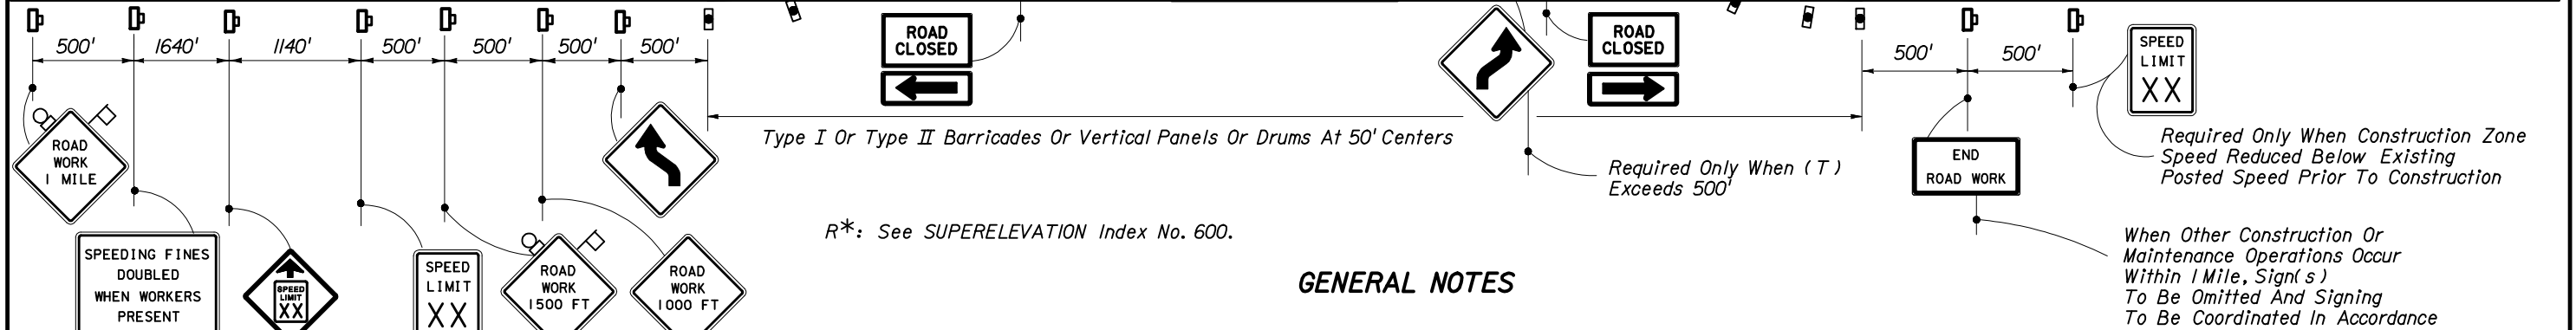 500' 1640' 1140' 500' 500' 500' 500'
ROAD
CLOSED
ROAD
CLOSED
500' 500'
SPEED
LIMIT
XX
ROAD
WORK
1 MILE
Type I Or Type II Barricades Or Vertical Panels Or Drums At 50' Centers
Required Only When (T)
Exceeds 500'
END
ROAD WORK
Required Only When Construction Zone
Speed Reduced Below Existing
Posted Speed Prior To Construction
R*: See SUPERELEVATION Index No. 600.
SPEEDING FINES
DOUBLED
WHEN WORKERS
PRESENT
SPEED
LIMIT
XX
SPEED
LIMIT
XX
ROAD
WORK
1500 FT
ROAD
WORK
1000 FT
GENERAL NOTES
When Other Construction Or
Maintenance Operations Occur
Within 1 Mile, Sign(s)
To Be Omitted And Signing
To Be Coordinated In Accordance